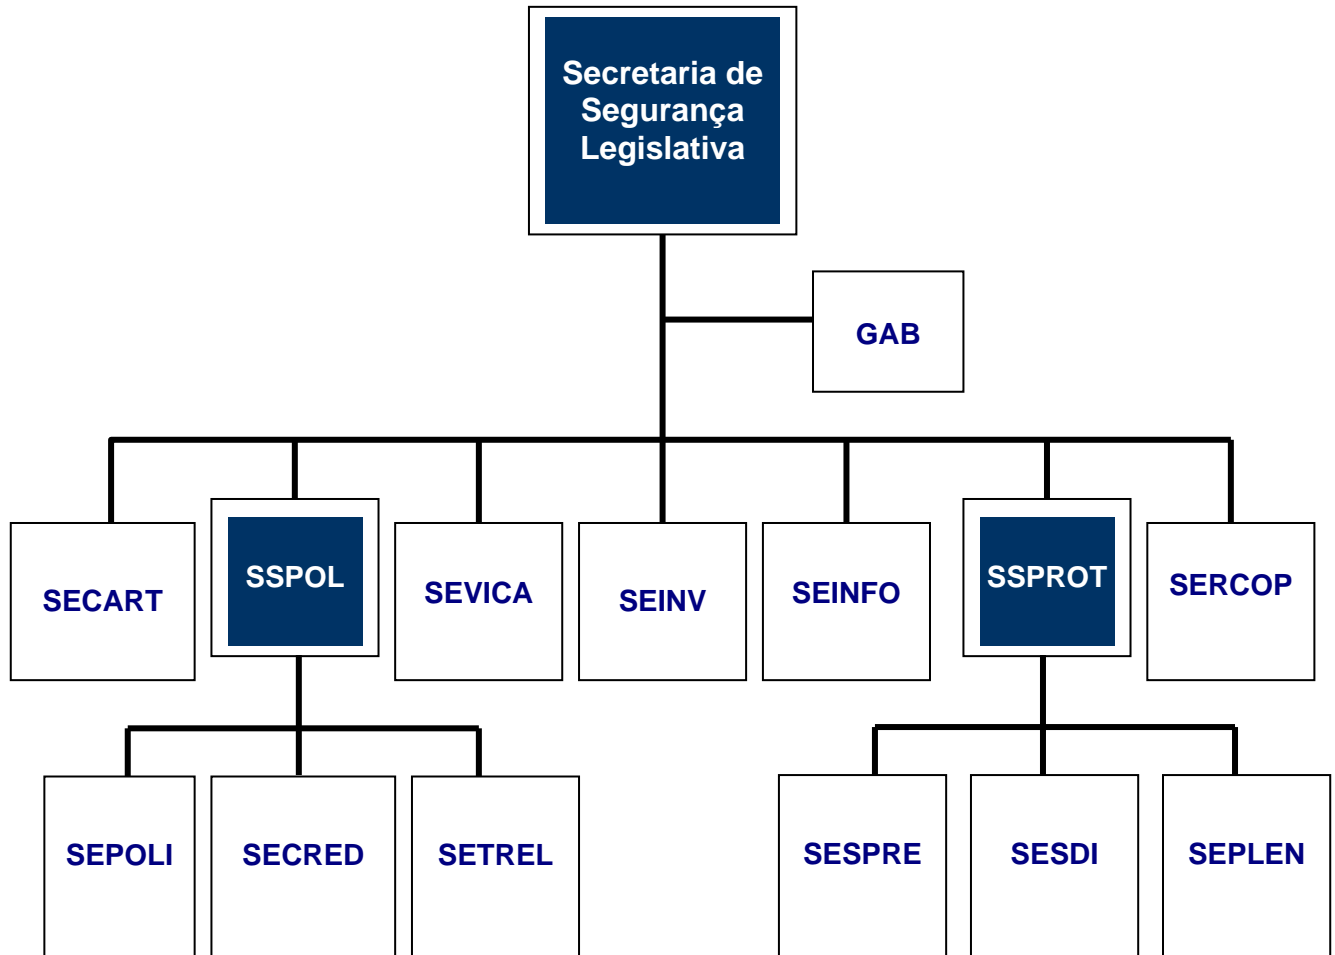 Secretaria de
Segurança
Legislativa
GAB
SECART
SSPOL
SEVICA
SEINV
SEINFO
SSPROT
SERCOP
SEPOLI
SECRED
SETREL
SESPRE
SESDI
SEPLEN